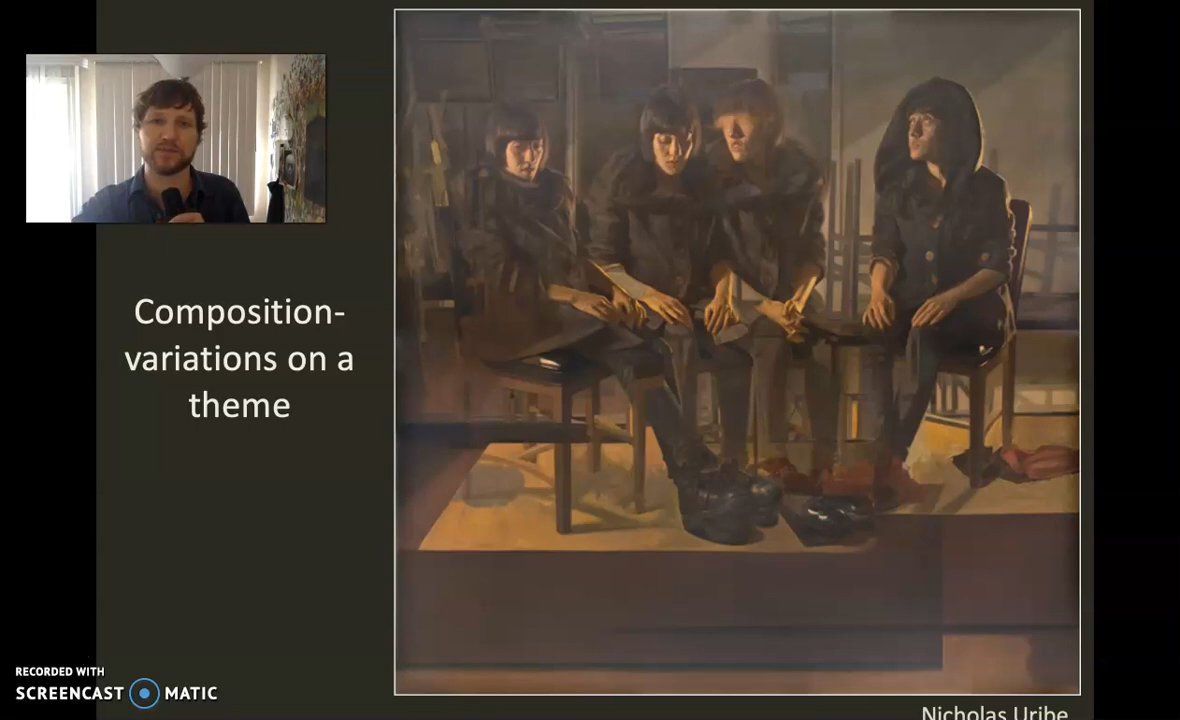 Composition-
variations on a
theme
RECORDED WITH
SCREENCAST MATIC
Nicholas Uribe